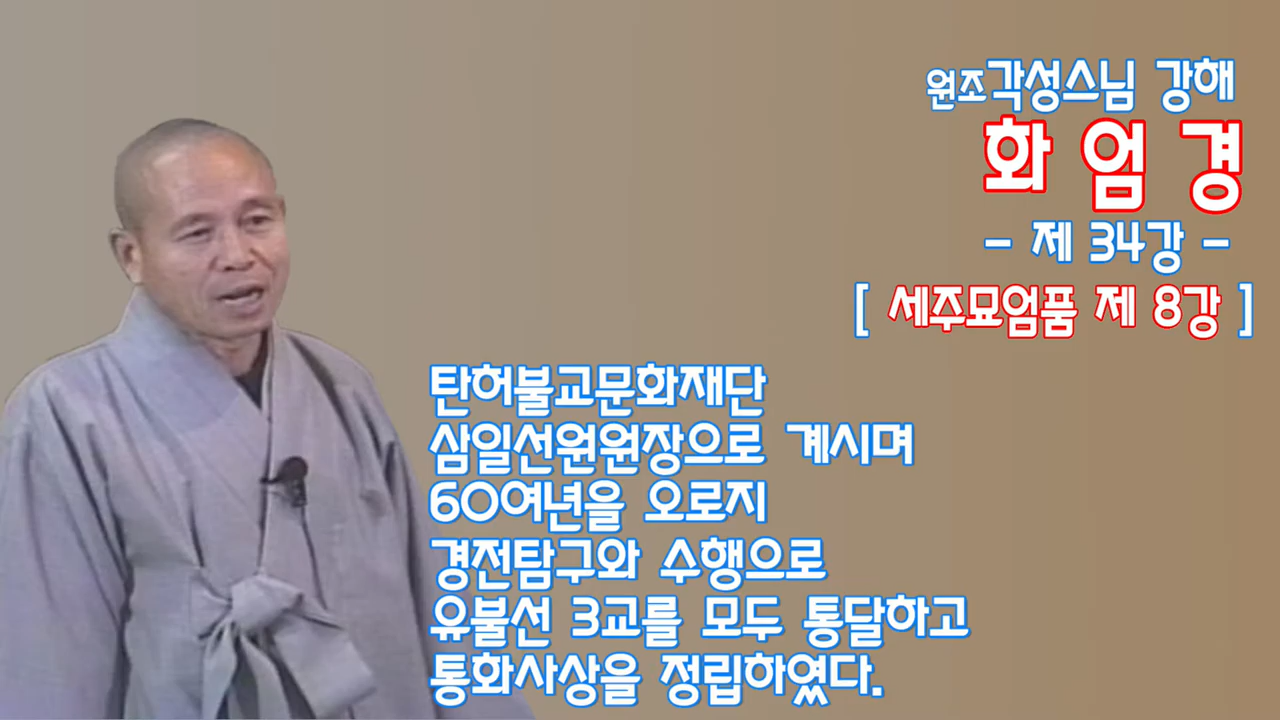 원조각성스님 강해
화엄경
- 제 34강 -
[ 세주묘엄품 제 8강 ]
탄허불교문화재단
삼일선원원장으로 계시며
60여년을 오로지
경전탐구와 수행으로
유불선 3교를 모두 통달하고
통화사상을 정립하였다.